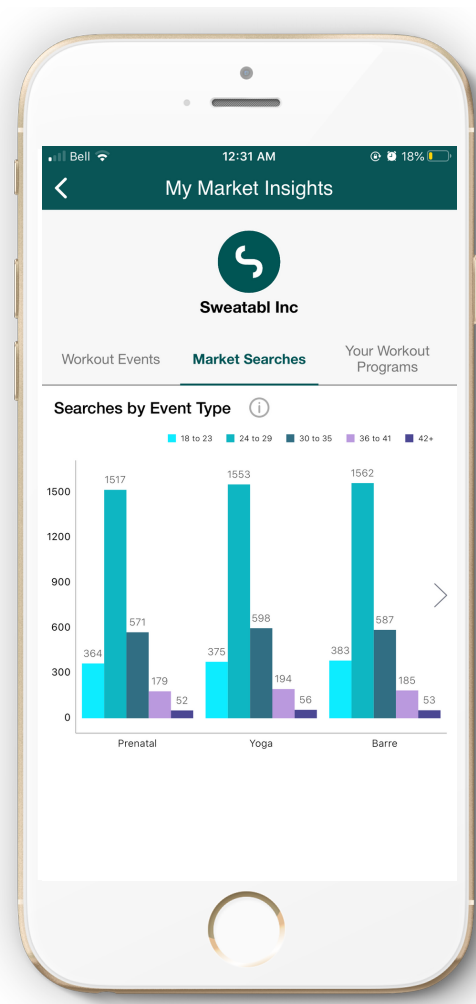 Bell 12:31 AM 18%
My Market Insights
Sweatabl Inc
Workout Events Market Searches Your Workout
Programs
Searches by Event Type i
18 to 23 24 to 29 30 to 35 36 to 41 42+
1517 1553 1562
1500
1200
900
600 571 598 587
364 375 383
300 179 194 185
52 56 53
0
Prenatal Yoga Barre